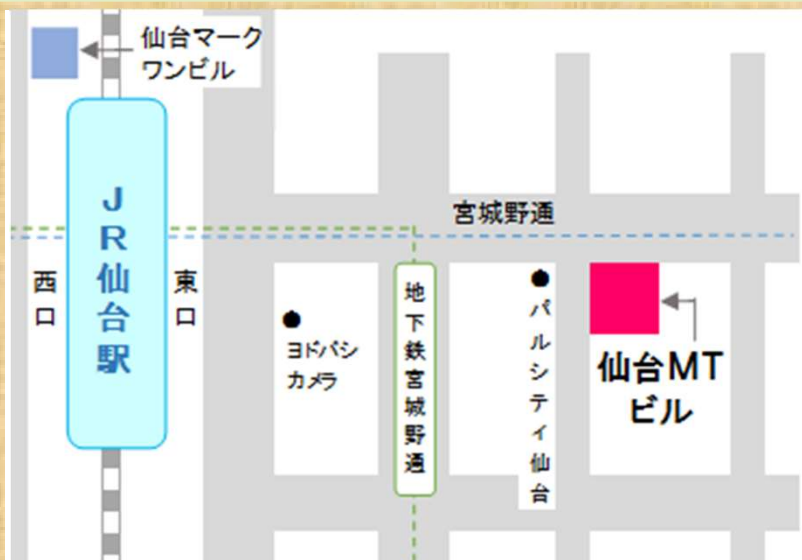 仙台マーク
ワンビル
JR仙台駅
西口
東口
宮城野通
ヨドバシ
カメラ
地下鉄宮城野通
パルシティ仙台
仙台MT
ビル